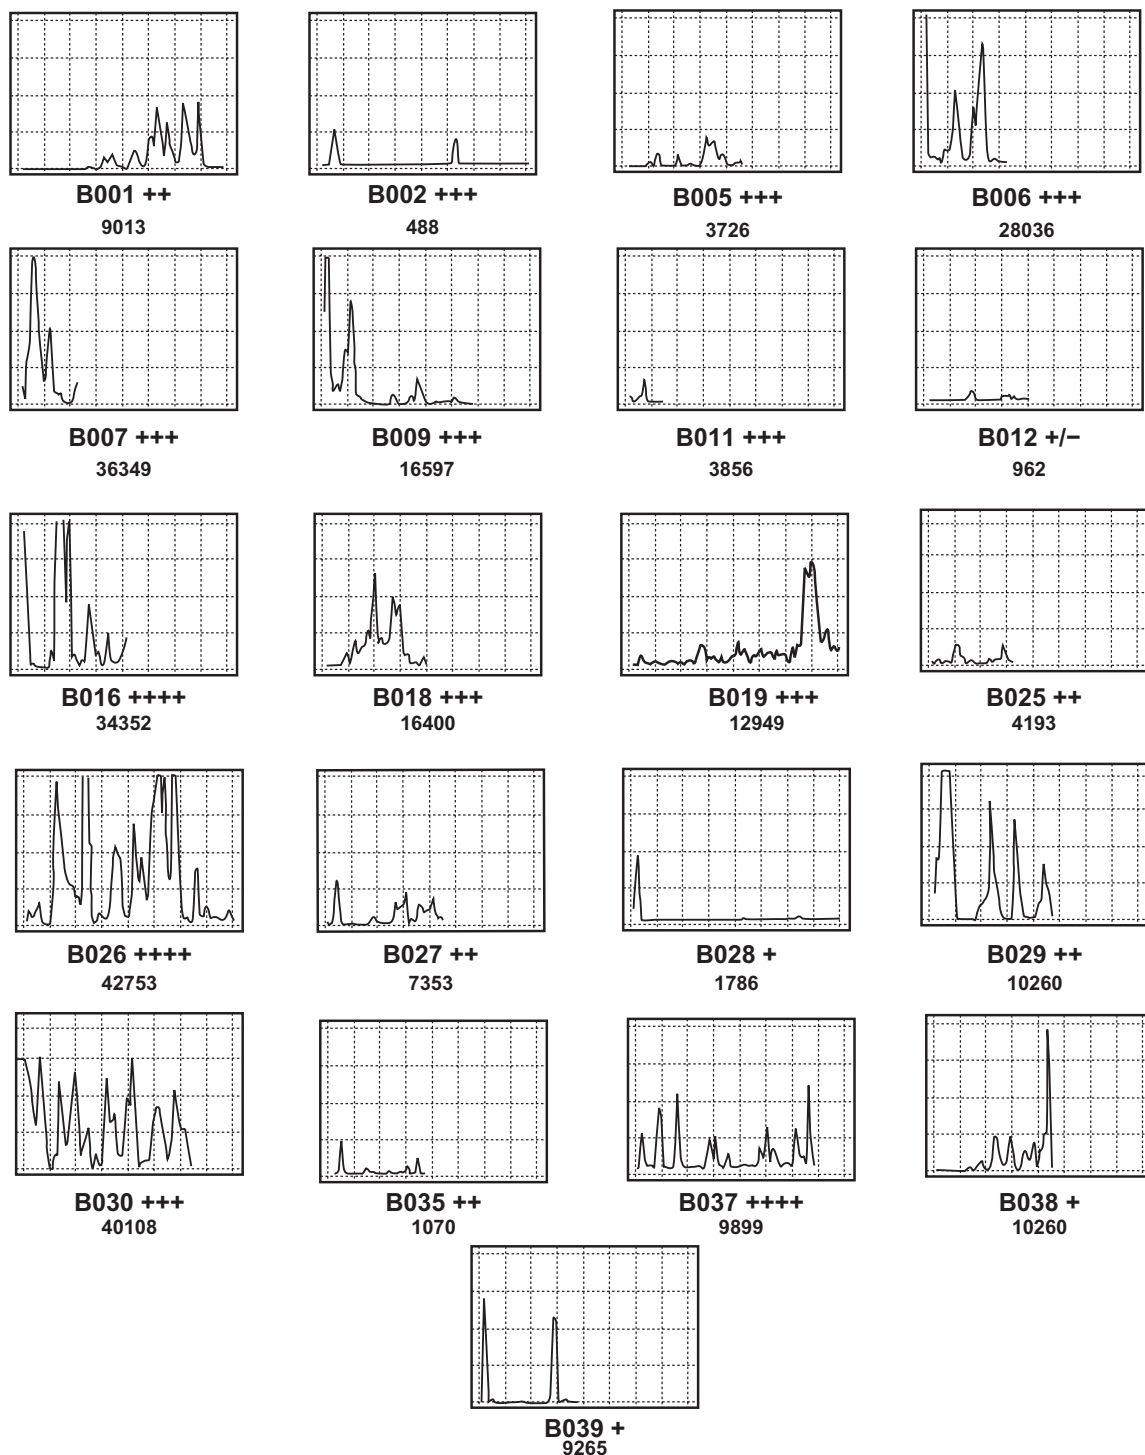 B001 ++
9013
B002 +++
488
B005 +++
3726
B006 +++
28036
B007 +++
36349
B009 +++
16597
B011 +++
3856
B012 +/−
962
B016 ++++
34352
B018 +++
16400
B019 +++
12949
B025 ++
4193
B026 ++++
42753
B027 ++
7353
B028 +
1786
B029 ++
10260
B030 +++
40108
B035 ++
1070
B037 ++++
9899
B038 +
10260
B039 +
9265